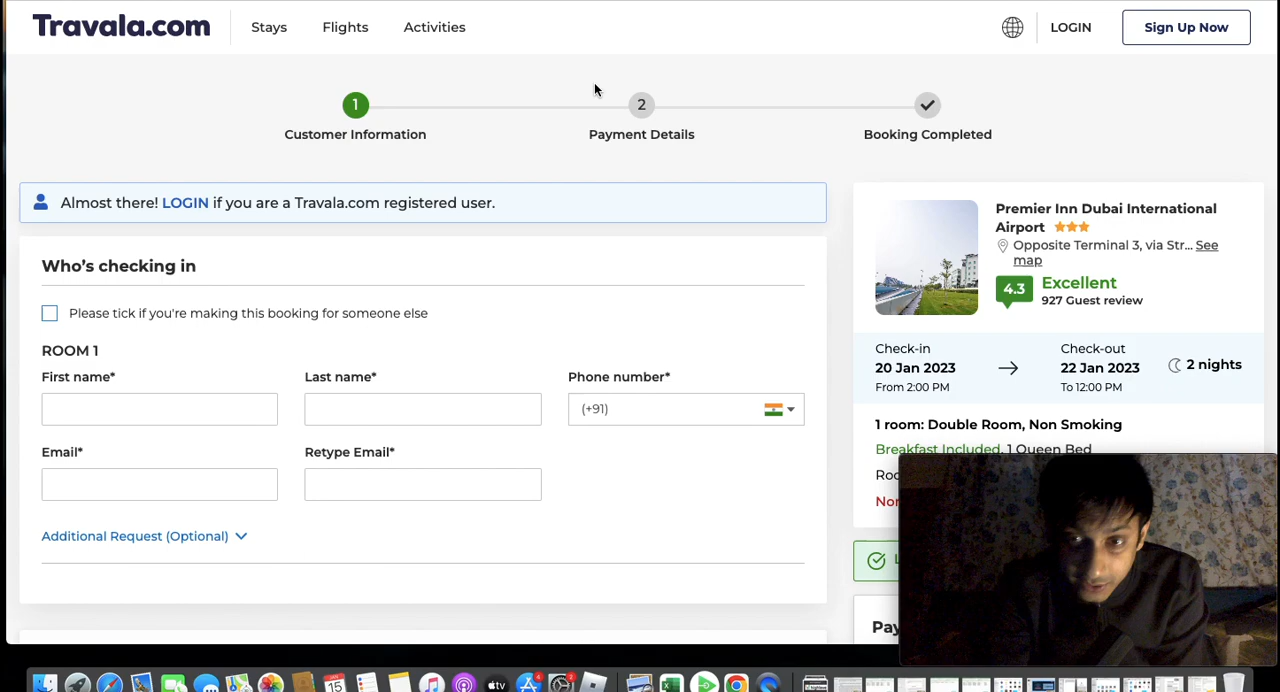 Travala.com
Stays
Flights
Activities
LOGIN
Sign Up Now
1
2
Customer Information
Payment Details
Booking Completed
Almost there! LOGIN if you are a Travala.com registered user.
Who's checking in
Please tick if you're making this booking for someone else
ROOM 1
First name*
Last name*
Phone number*
(+91)
Email*
Retype Email*
Additional Request (Optional)
Premier Inn Dubai International
Airport
Opposite Terminal 3, via Str... See
map
4.3
Excellent
927 Guest review
Check-in
20 Jan 2023
From 2:00 PM
Check-out
22 Jan 2023
To 12:00 PM
2 nights
1 room: Double Room, Non Smoking
Breakfast Included, 1 Queen Bed
JAN
15
tv
4